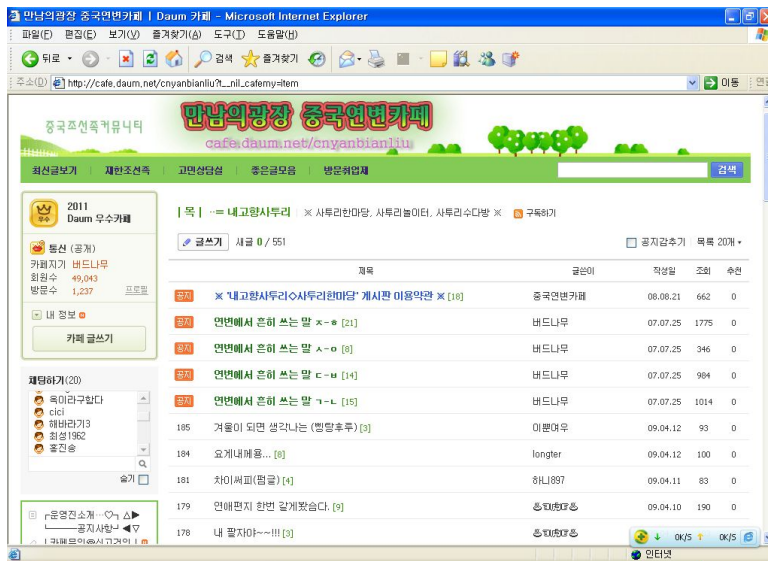 만남의광장 중국연변카페 | Daum 카페 - Microsoft Internet Explorer
파일(F) 편집(E) 보기(V) 즐겨찾기(A) 도구(T) 도움말(H)
뒤로 검색 즐겨찾기
주소(D) http://cafe.daum.net/cnyanbianliu?t__nil_cafemy=item 이동
중국조선족커뮤니티
만남의광장 중국연변카페
cafe.daum.net/cnyanbianliu
최신글보기 재한조선족 고민상담실 좋은글모음 방문취업제 검색
우수
2011
Daum 우수카페
통신 (공개)
카페지기 버드나무
회원수 49,043
방문수 1,237 프로필
내 정보
카페 글쓰기
채팅하기(20)
옥이라구함다
cici
해바라기3
최성1962
홍진송
숨기
┌운영진소개…♡┐△▶
└───공지사항┘◀▽
| 목 | ··= 내고향사투리 ※ 사투리한마당, 사투리놀이터, 사투리수다방 ※ 구독하기
글쓰기 새글 0 / 551 공지감추기 목록 20개
제목 글쓴이 작성일 조회 추천
공지 ※ '내고향사투리◇사투리한마당' 게시판 이용약관 ※ [18] 중국연변카페 08.08.21 662 0
공지 연변에서 흔히 쓰는 말 ㅈ-ㅎ [21] 버드나무 07.07.25 1775 0
공지 연변에서 흔히 쓰는 말 ㅅ-ㅇ [8] 버드나무 07.07.25 346 0
공지 연변에서 흔히 쓰는 말 ㄷ-ㅂ [14] 버드나무 07.07.25 984 0
공지 연변에서 흔히 쓰는 말 ㄱ-ㄴ [15] 버드나무 07.07.25 1014 0
185 겨울이 되면 생각나는 (삥탕후루) [3] 이뿐여우 09.04.12 93 0
184 요게내께용... [8] longter 09.04.12 100 0
181 차이써피(펌글) [4] 하니897 09.04.11 83 0
179 연애편지 한번 같게봤슴다. [9] 09.04.10 190 0
178 내 팔자야~~!!! [3]
0K/S 0K/S
인터넷